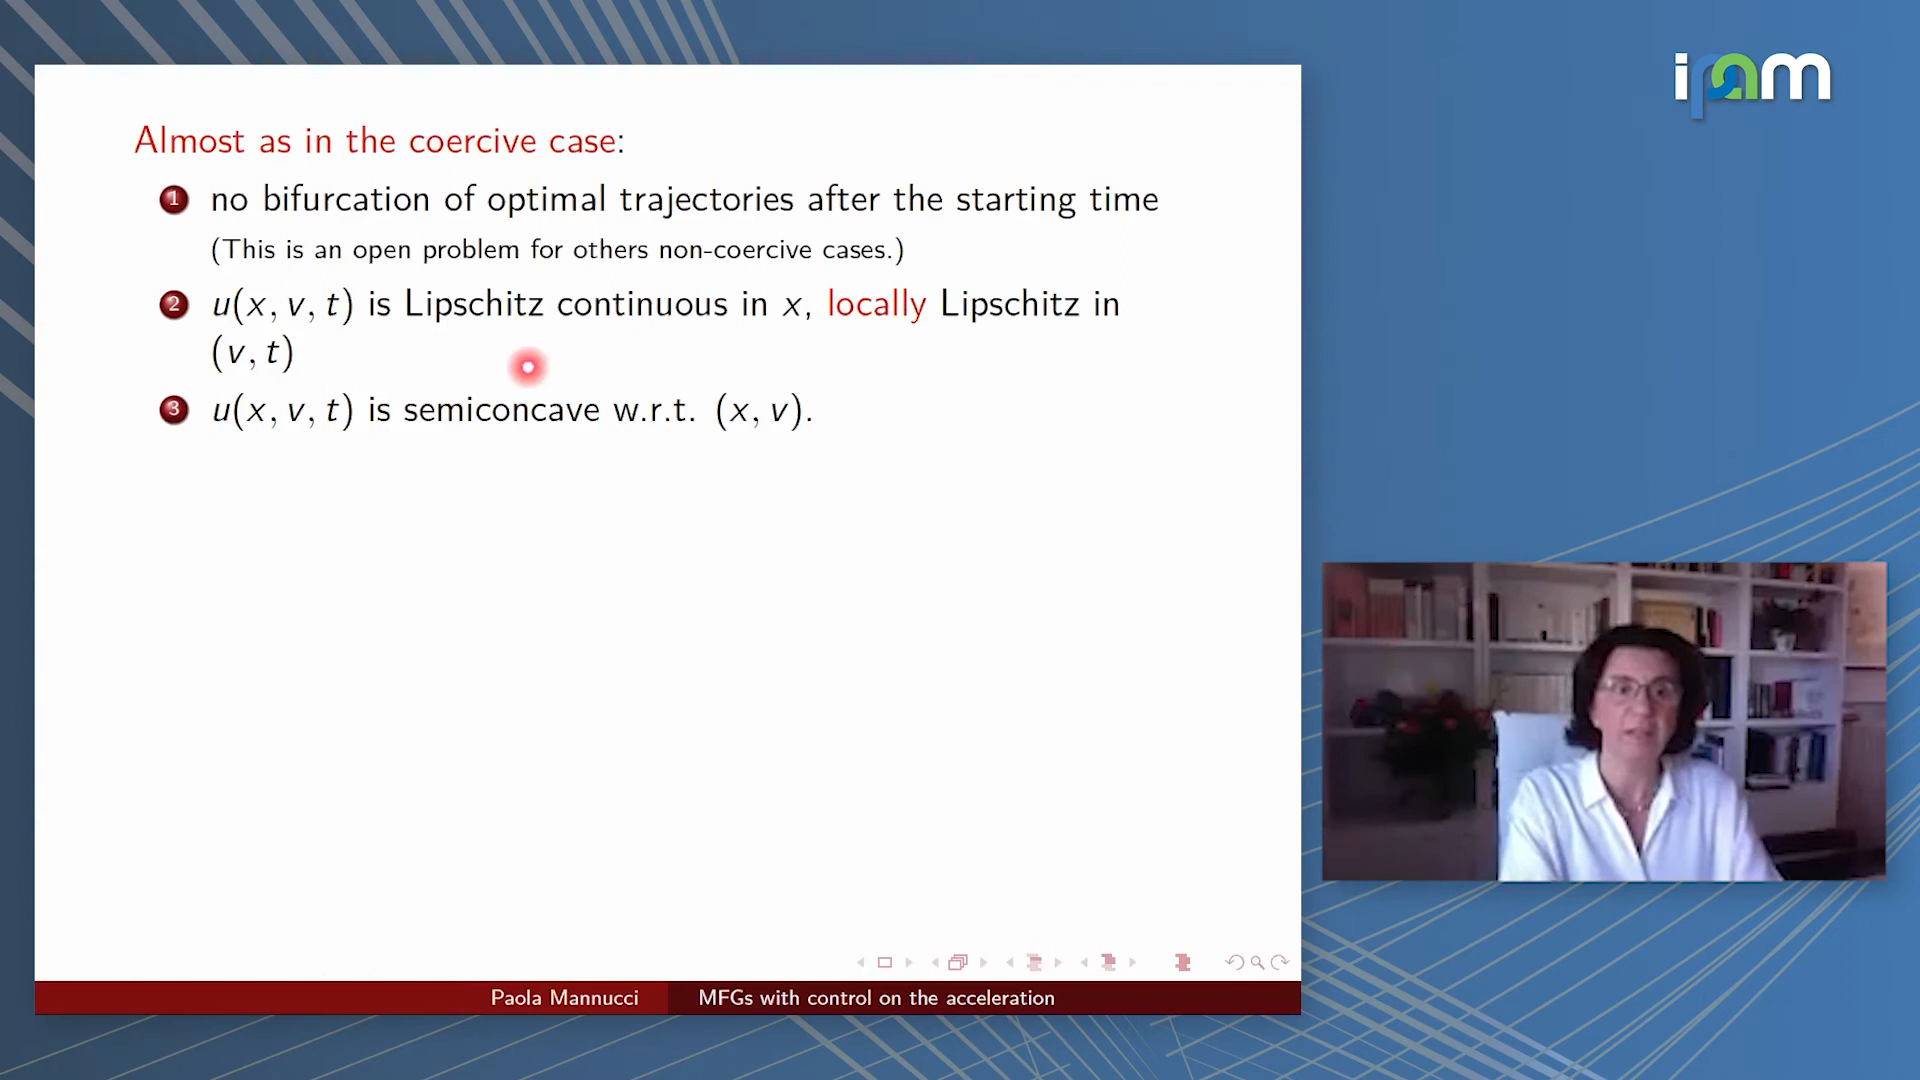 ipam
Almost as in the coercive case:
1 no bifurcation of optimal trajectories after the starting time
(This is an open problem for others non-coercive cases.)
2 u(x, v, t) is Lipschitz continuous in x, locally Lipschitz in
(v, t)
3 u(x, v, t) is semiconcave w.r.t. (x, v).
Paola Mannucci MFGs with control on the acceleration